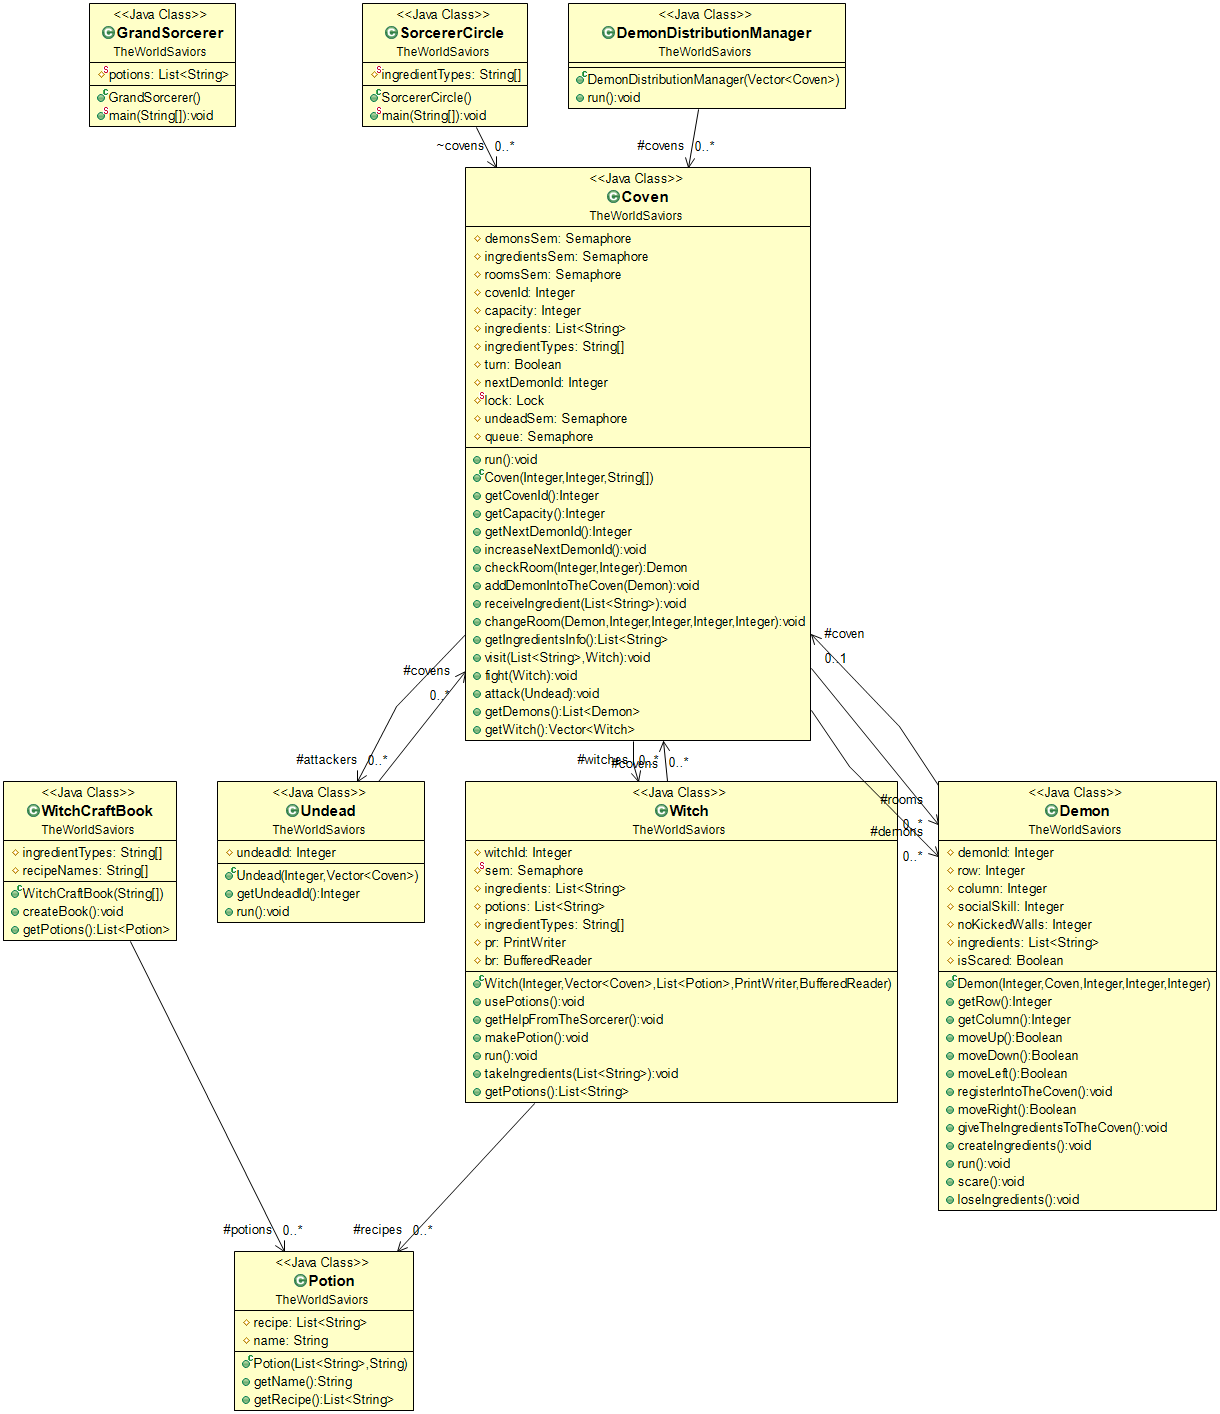 <<Java Class>>
GrandSorcerer
TheWorldSaviors
potions: List<String>
GrandSorcerer()
main(String[]):void
<<Java Class>>
SorcererCircle
TheWorldSaviors
ingredientTypes: String[]
SorcererCircle()
main(String[]):void
<<Java Class>>
DemonDistributionManager
TheWorldSaviors
DemonDistributionManager(Vector<Coven>)
run():void
~covens 0..*
#covens 0..*
<<Java Class>>
Coven
TheWorldSaviors
demonsSem: Semaphore
ingredientsSem: Semaphore
roomsSem: Semaphore
covenId: Integer
capacity: Integer
ingredients: List<String>
ingredientTypes: String[]
turn: Boolean
nextDemonId: Integer
lock: Lock
undeadSem: Semaphore
queue: Semaphore
run():void
Coven(Integer,Integer,String[])
getCovenId():Integer
getCapacity():Integer
getNextDemonId():Integer
increaseNextDemonId():void
checkRoom(Integer,Integer):Demon
addDemonIntoTheCoven(Demon):void
receiveIngredient(List<String>):void
changeRoom(Demon,Integer,Integer,Integer,Integer):void
getIngredientsInfo():List<String>
visit(List<String>,Witch):void
fight(Witch):void
attack(Undead):void
getDemons():List<Demon>
getWitch():Vector<Witch>
#coven
0..1
#covens
0..*
#attackers 0..*
#witches 0..*
#covens 0..*
#rooms
0..*
#demons
0..*
<<Java Class>>
WitchCraftBook
TheWorldSaviors
ingredientTypes: String[]
recipeNames: String[]
WitchCraftBook(String[])
createBook():void
getPotions():List<Potion>
<<Java Class>>
Undead
TheWorldSaviors
undeadId: Integer
Undead(Integer,Vector<Coven>)
getUndeadId():Integer
run():void
<<Java Class>>
Witch
TheWorldSaviors
witchId: Integer
sem: Semaphore
ingredients: List<String>
potions: List<String>
ingredientTypes: String[]
pr: PrintWriter
br: BufferedReader
Witch(Integer,Vector<Coven>,List<Potion>,PrintWriter,BufferedReader)
usePotions():void
getHelpFromTheSorcerer():void
makePotion():void
run():void
takeIngredients(List<String>):void
getPotions():List<String>
<<Java Class>>
Demon
TheWorldSaviors
demonId: Integer
row: Integer
column: Integer
socialSkill: Integer
noKickedWalls: Integer
ingredients: List<String>
isScared: Boolean
Demon(Integer,Coven,Integer,Integer,Integer)
getRow():Integer
getColumn():Integer
moveUp():Boolean
moveDown():Boolean
moveLeft():Boolean
registerIntoTheCoven():void
moveRight():Boolean
giveTheIngredientsToTheCoven():void
createIngredients():void
run():void
scare():void
loseIngredients():void
#potions 0..*
#recipes 0..*
<<Java Class>>
Potion
TheWorldSaviors
recipe: List<String>
name: String
Potion(List<String>,String)
getName():String
getRecipe():List<String>